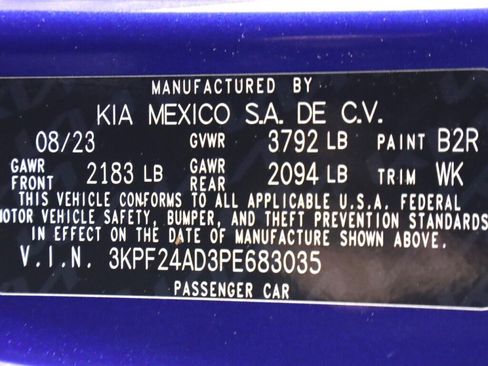 MANUFACTURED BY
KIA MEXICO S.A. DE C.V.
08/23 GVWR 3792 LB PAINT B2R
GAWR FRONT 2183 LB GAWR REAR 2094 LB TRIM WK
THIS VEHICLE CONFORMS TO ALL APPLICABLE U.S.A. FEDERAL
MOTOR VEHICLE SAFETY, BUMPER, AND THEFT PREVENTION STANDARDS
IN EFFECT ON THE DATE OF MANUFACTURE SHOWN ABOVE.
V.I.N. 3KPF24AD3PE683035
PASSENGER CAR